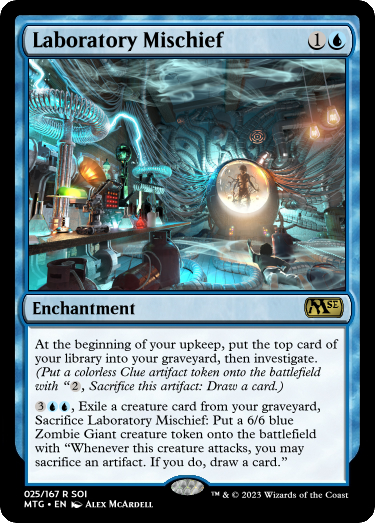 Laboratory Mischief 1
Enchantment MSE
At the beginning of your upkeep, put the top card of
your library into your graveyard, then investigate.
(Put a colorless Clue artifact token onto the battlefield
with “2, Sacrifice this artifact: Draw a card.)
3, Exile a creature card from your graveyard,
Sacrifice Laboratory Mischief: Put a 6/6 blue
Zombie Giant creature token onto the battlefield
with “Whenever this creature attacks, you may
sacrifice an artifact. If you do, draw a card.”
025/167 R SOI
MTG • EN Alex McArdell ™ & © 2023 Wizards of the Coast